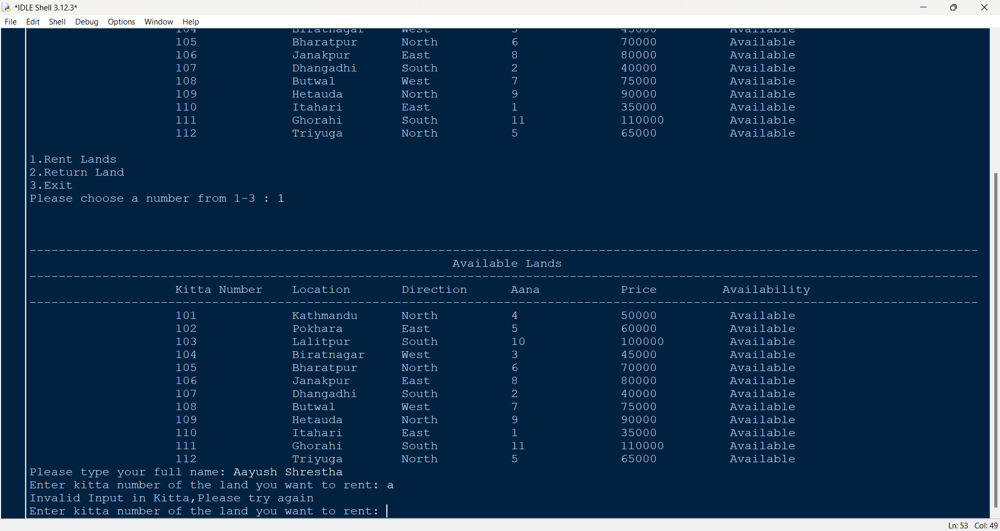 *IDLE Shell 3.12.3*
File Edit Shell Debug Options Window Help
104 Biratnagar West 3 45000 Available
105 Bharatpur North 6 70000 Available
106 Janakpur East 8 80000 Available
107 Dhangadhi South 2 40000 Available
108 Butwal West 7 75000 Available
109 Hetauda North 9 90000 Available
110 Itahari East 1 35000 Available
111 Ghorahi South 11 110000 Available
112 Triyuga North 5 65000 Available
1.Rent Lands
2.Return Land
3.Exit
Please choose a number from 1-3 : 1
Available Lands
Kitta Number Location Direction Aana Price Availability
101 Kathmandu North 4 50000 Available
102 Pokhara East 5 60000 Available
103 Lalitpur South 10 100000 Available
104 Biratnagar West 3 45000 Available
105 Bharatpur North 6 70000 Available
106 Janakpur East 8 80000 Available
107 Dhangadhi South 2 40000 Available
108 Butwal West 7 75000 Available
109 Hetauda North 9 90000 Available
110 Itahari East 1 35000 Available
111 Ghorahi South 11 110000 Available
112 Triyuga North 5 65000 Available
Please type your full name: Aayush Shrestha
Enter kitta number of the land you want to rent: a
Invalid Input in Kitta,Please try again
Enter kitta number of the land you want to rent:
Ln: 53 Col: 49